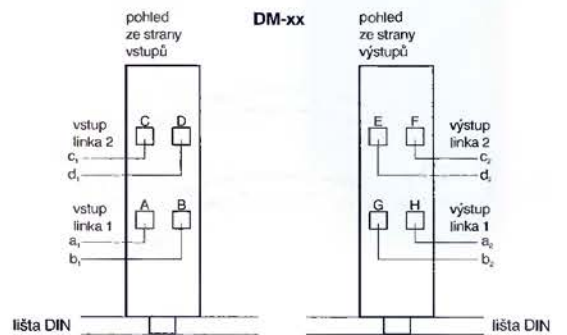 DM-xx
pohled
ze strany
vstupů
C D
vstup
linka 2
c₁
d₁
A B
vstup
linka 1
a₁
b₁
lišta DIN
pohled
ze strany
výstupů
E F
výstup
linka 2
c₂
d₂
G H
výstup
linka 1
a₂
b₂
lišta DIN